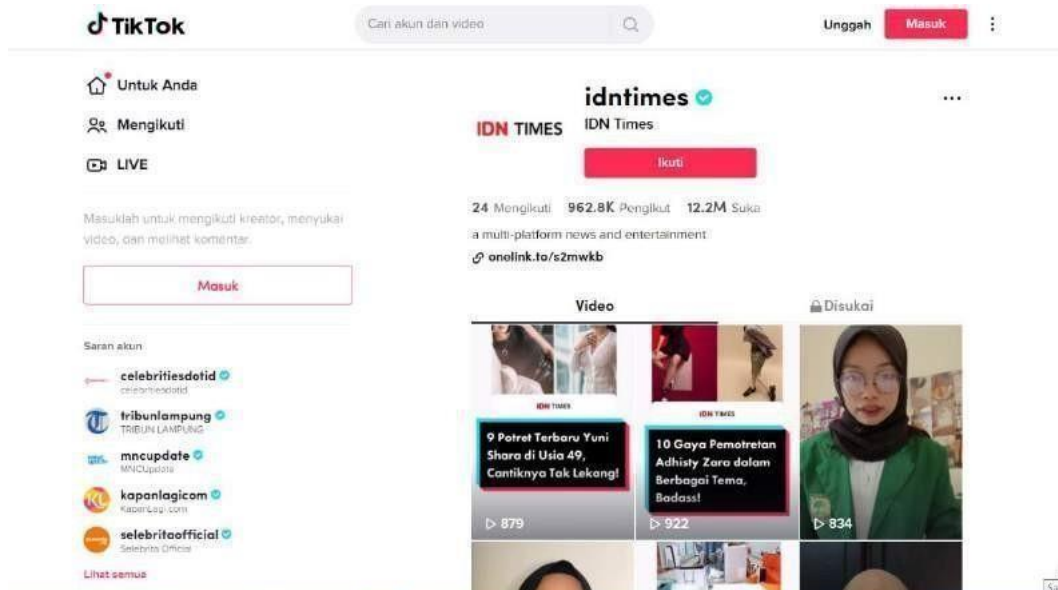 TikTok
Cari akun dan video
Unggah
Masuk
Untuk Anda
Mengikuti
LIVE
Masuklah untuk mengikuti kreator, menyukai
video, dan melihat komentar.
Masuk
Saran akun
celebritiesdotid
celebritiesdotid
tribunlampung
TRIBUN LAMPUNG
mncupdate
MNCUpdate
kapanlagicom
KapanLagi.com
selebritaofficial
Selebrita Official
Lihat semua
IDN TIMES
idntimes
IDN Times
Ikuti
24 Mengikuti 962.8K Pengikut 12.2M Suka
a multi-platform news and entertainment
onelink.to/s2mwkb
Video
Disukai
IDN TIMES
9 Potret Terbaru Yuni
Shara di Usia 49,
Cantiknya Tak Lekang!
879
IDN TIMES
10 Gaya Pemotretan
Adhisty Zara dalam
Berbagai Tema,
Badass!
922
834